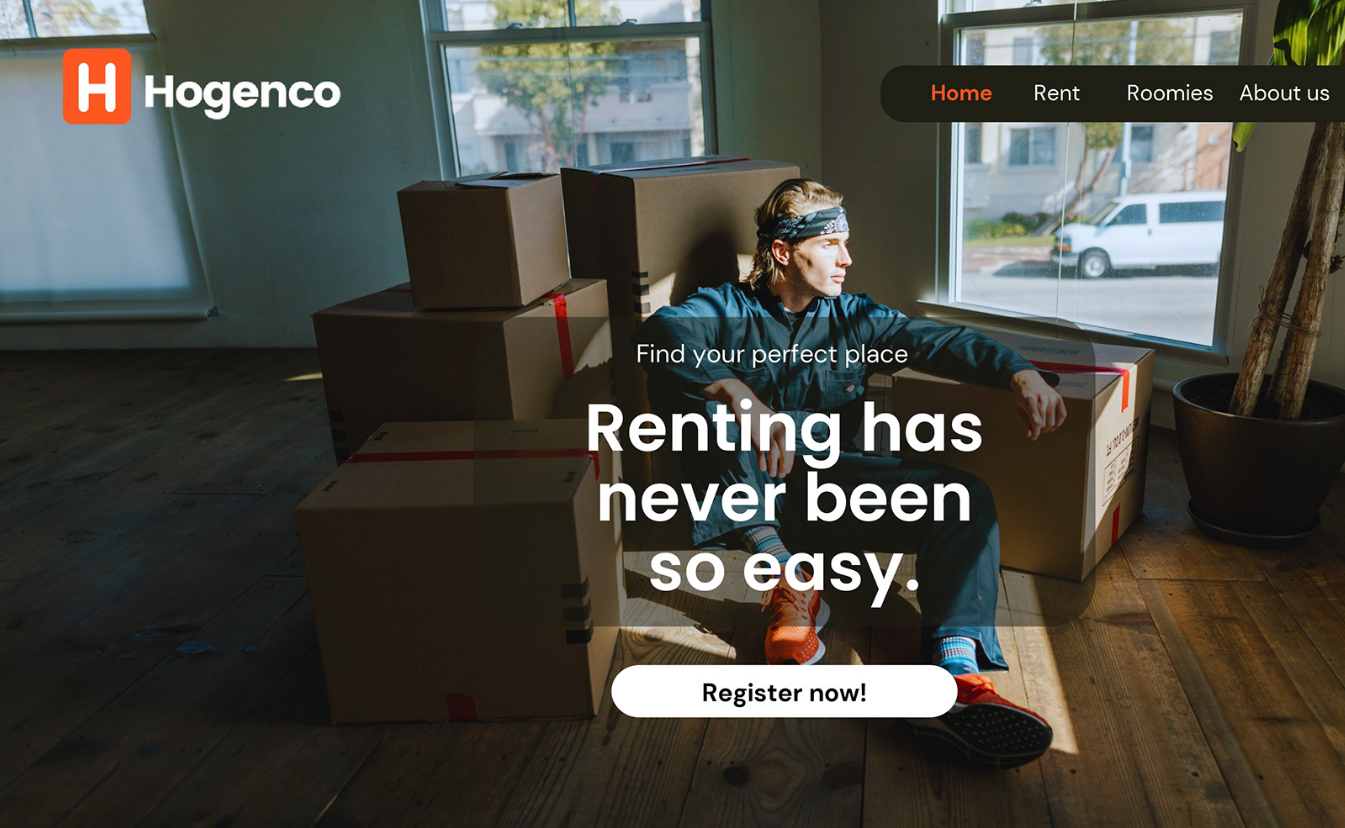 H Hogenco
Home Rent Roomies About us
Find your perfect place
Renting has
never been
so easy.
Register now!